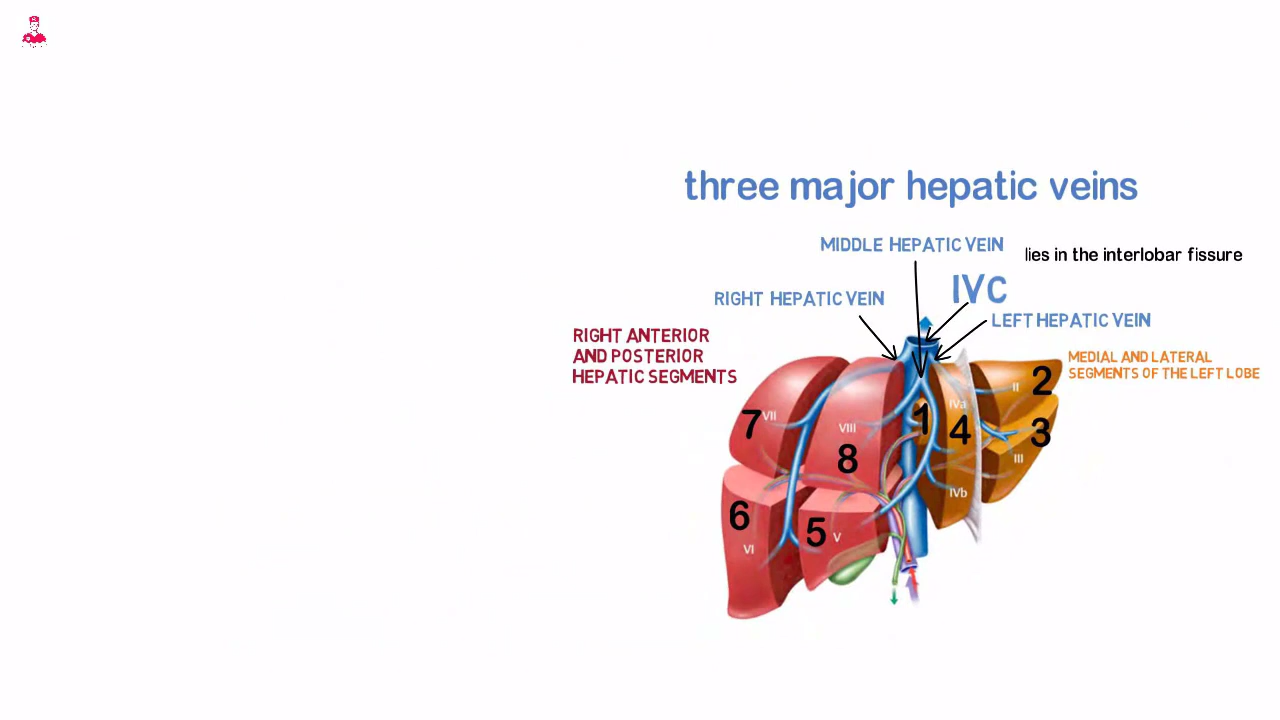 three major hepatic veins
MIDDLE HEPATIC VEIN
lies in the interlobar fissure
IVC
RIGHT HEPATIC VEIN
LEFT HEPATIC VEIN
RIGHT ANTERIOR
AND POSTERIOR
HEPATIC SEGMENTS
MEDIAL AND LATERAL
SEGMENTS OF THE LEFT LOBE
2
II
7
VII
VIII
8
1
IVa
4
3
III
6
VI
5
V
IVb